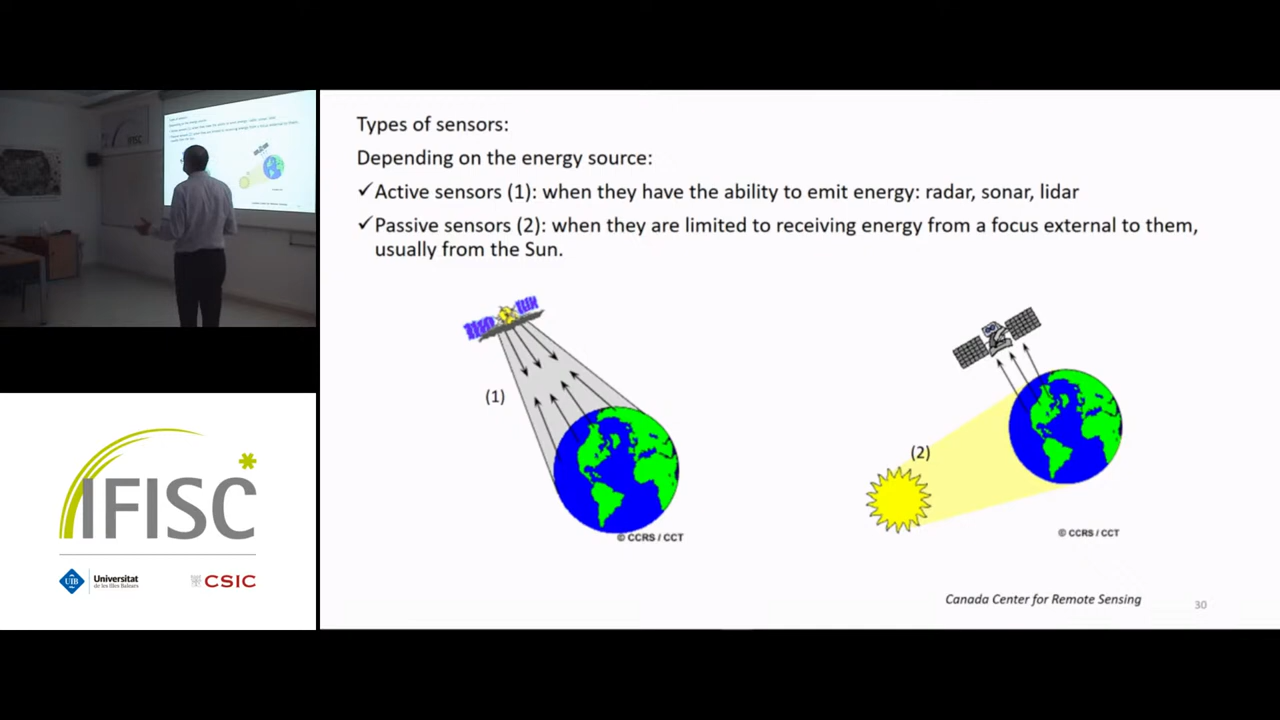 Types of sensors:
Depending on the energy source:
✓Active sensors (1): when they have the ability to emit energy: radar, sonar, lidar
✓Passive sensors (2): when they are limited to receiving energy from a focus external to them,
usually from the Sun.
(1)
(2)
© CCRS / CCT
© CCRS / CCT
Canada Center for Remote Sensing
30
IFISC
UIB
Universitat
de les Illes Balears
CSIC